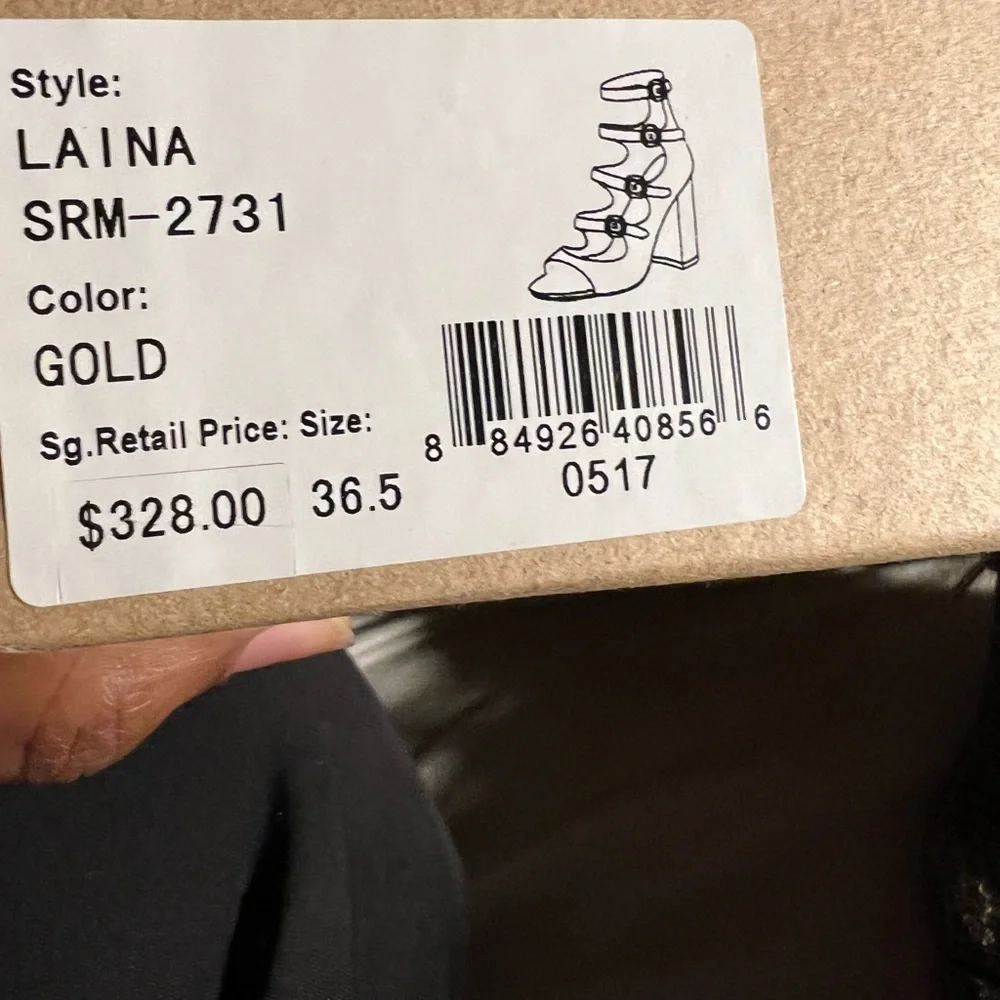 Style:
LAINA
SRM-2731
Color:
GOLD
Sg.Retail Price: Size:
$328.00 36.5
8 84926 40856 6
0517